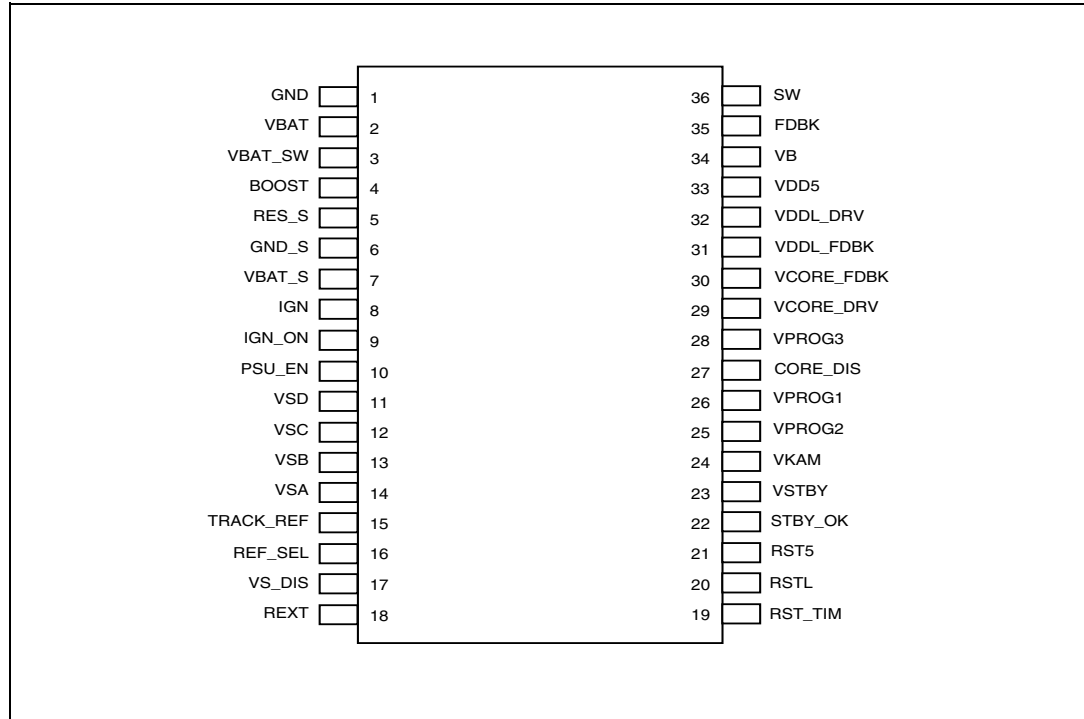 GND 1 36 SW
VBAT 2 35 FDBK
VBAT_SW 3 34 VB
BOOST 4 33 VDD5
RES_S 5 32 VDDL_DRV
GND_S 6 31 VDDL_FDBK
VBAT_S 7 30 VCORE_FDBK
IGN 8 29 VCORE_DRV
IGN_ON 9 28 VPROG3
PSU_EN 10 27 CORE_DIS
VSD 11 26 VPROG1
VSC 12 25 VPROG2
VSB 13 24 VKAM
VSA 14 23 VSTBY
TRACK_REF 15 22 STBY_OK
REF_SEL 16 21 RST5
VS_DIS 17 20 RSTL
REXT 18 19 RST_TIM